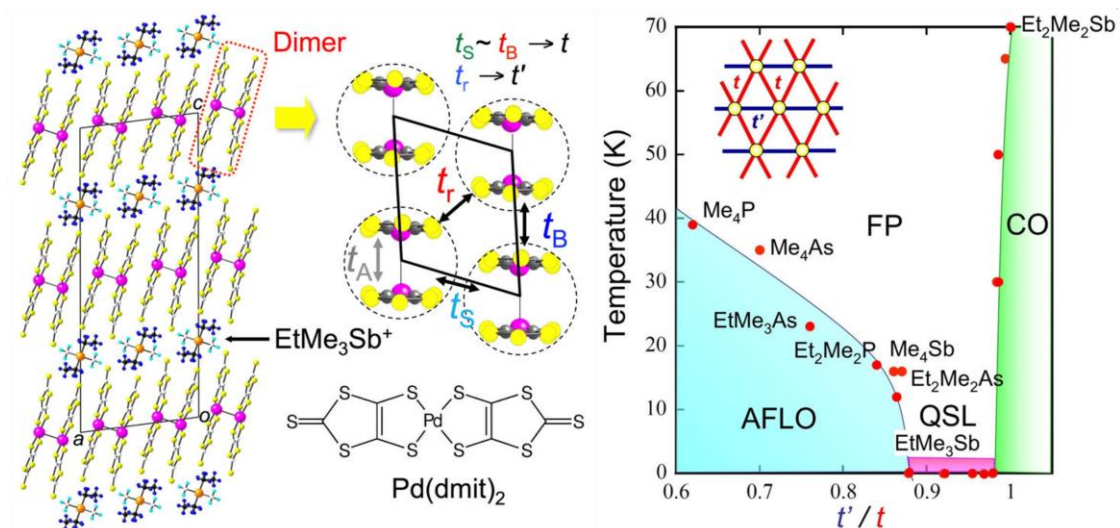 Dimer
c
o
a
EtMe₃Sb⁺
tS ~ tB → t
tr → t'
tr
tB
tA
tS
S
S
S
S
S
Pd
S
S
S
S
S
Pd(dmit)₂
Temperature (K)
70
60
50
40
30
20
10
0
0.6
0.7
0.8
0.9
1
t' / t
t
t
t'
Et₂Me₂Sb
Me₄P
FP
CO
Me₄As
EtMe₃As
Et₂Me₂P
Me₄Sb
Et₂Me₂As
AFLO
QSL
EtMe₃Sb